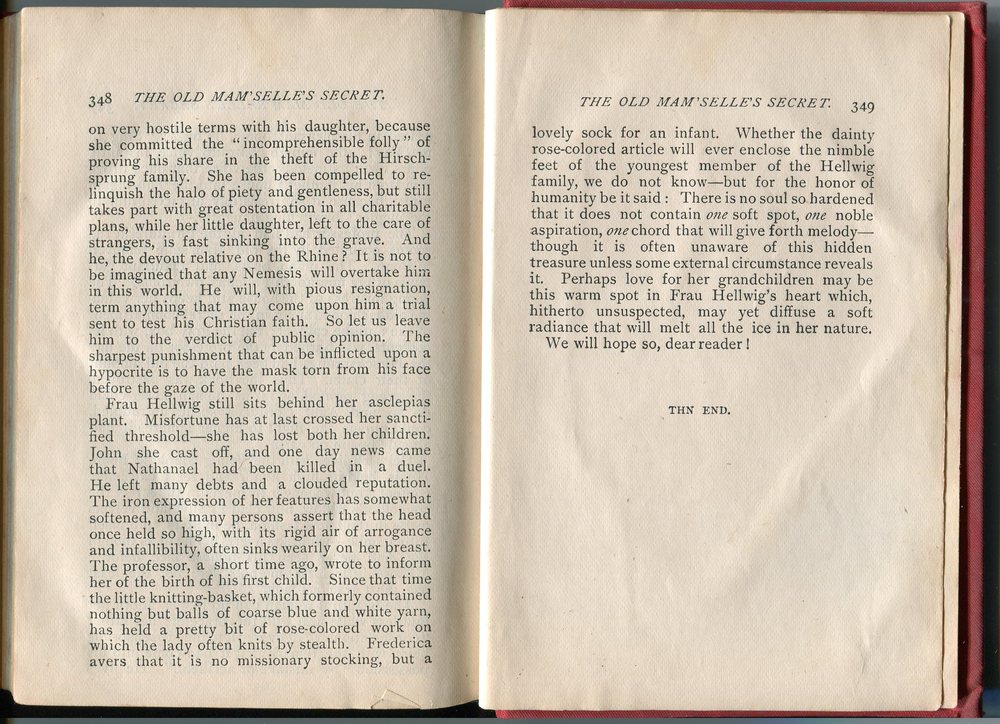 348 THE OLD MAM'SELLE'S SECRET.
on very hostile terms with his daughter, because
she committed the "incomprehensible folly" of
proving his share in the theft of the Hirsch-
sprung family. She has been compelled to re-
linquish the halo of piety and gentleness, but still
takes part with great ostentation in all charitable
plans, while her little daughter, left to the care of
strangers, is fast sinking into the grave. And
he, the devout relative on the Rhine? It is not to
be imagined that any Nemesis will overtake him
in this world. He will, with pious resignation,
term anything that may come upon him a trial
sent to test his Christian faith. So let us leave
him to the verdict of public opinion. The
sharpest punishment that can be inflicted upon a
hypocrite is to have the mask torn from his face
before the gaze of the world.
Frau Hellwig still sits behind her asclepias
plant. Misfortune has at last crossed her sancti-
fied threshold—she has lost both her children.
John she cast off, and one day news came
that Nathanael had been killed in a duel.
He left many debts and a clouded reputation.
The iron expression of her features has somewhat
softened, and many persons assert that the head
once held so high, with its rigid air of arrogance
and infallibility, often sinks wearily on her breast.
The professor, a short time ago, wrote to inform
her of the birth of his first child. Since that time
the little knitting-basket, which formerly contained
nothing but balls of coarse blue and white yarn,
has held a pretty bit of rose-colored work on
which the lady often knits by stealth. Frederica
avers that it is no missionary stocking, but a
THE OLD MAM'SELLE'S SECRET. 349
lovely sock for an infant. Whether the dainty
rose-colored article will ever enclose the nimble
feet of the youngest member of the Hellwig
family, we do not know—but for the honor of
humanity be it said: There is no soul so hardened
that it does not contain one soft spot, one noble
aspiration, one chord that will give forth melody—
though it is often unaware of this hidden
treasure unless some external circumstance reveals
it. Perhaps love for her grandchildren may be
this warm spot in Frau Hellwig's heart which,
hitherto unsuspected, may yet diffuse a soft
radiance that will melt all the ice in her nature.
We will hope so, dear reader!
THN END.